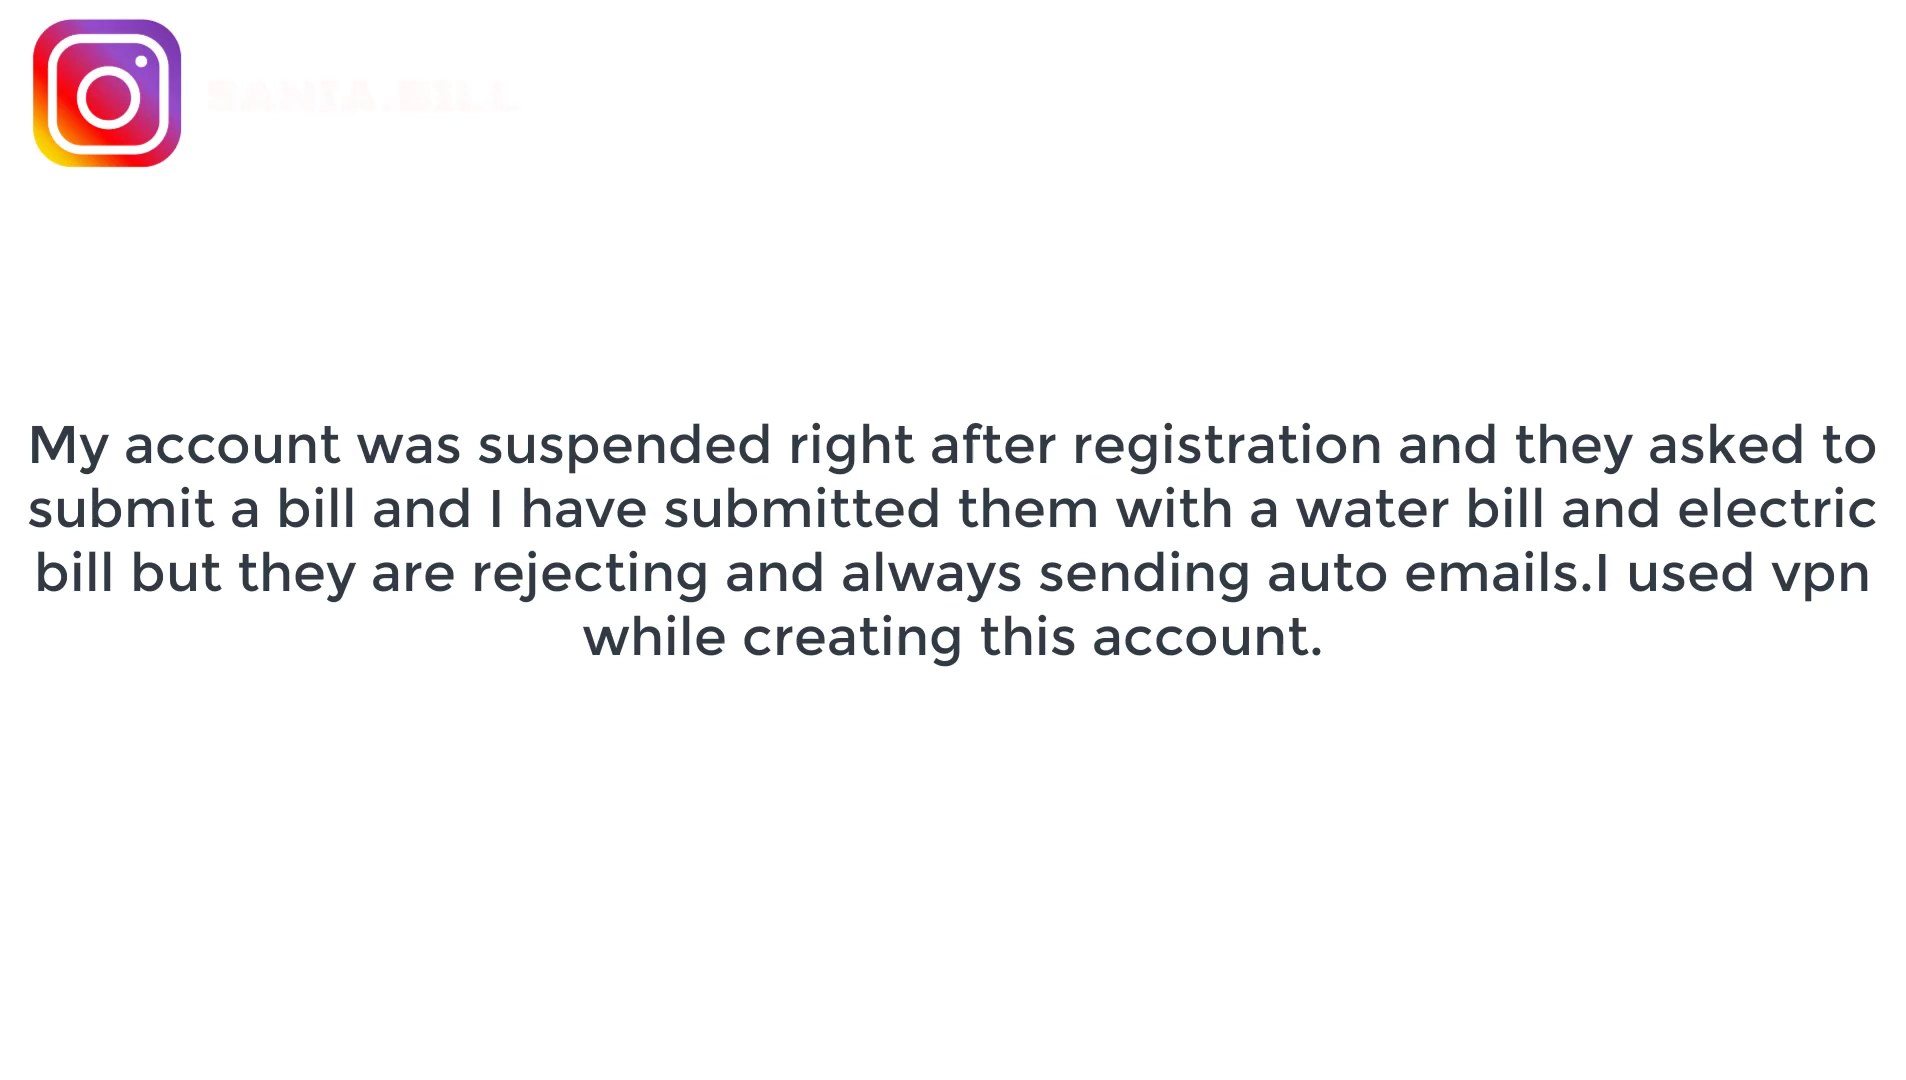 SANIA.BILL
My account was suspended right after registration and they asked to
submit a bill and I have submitted them with a water bill and electric
bill but they are rejecting and always sending auto emails.I used vpn
while creating this account.